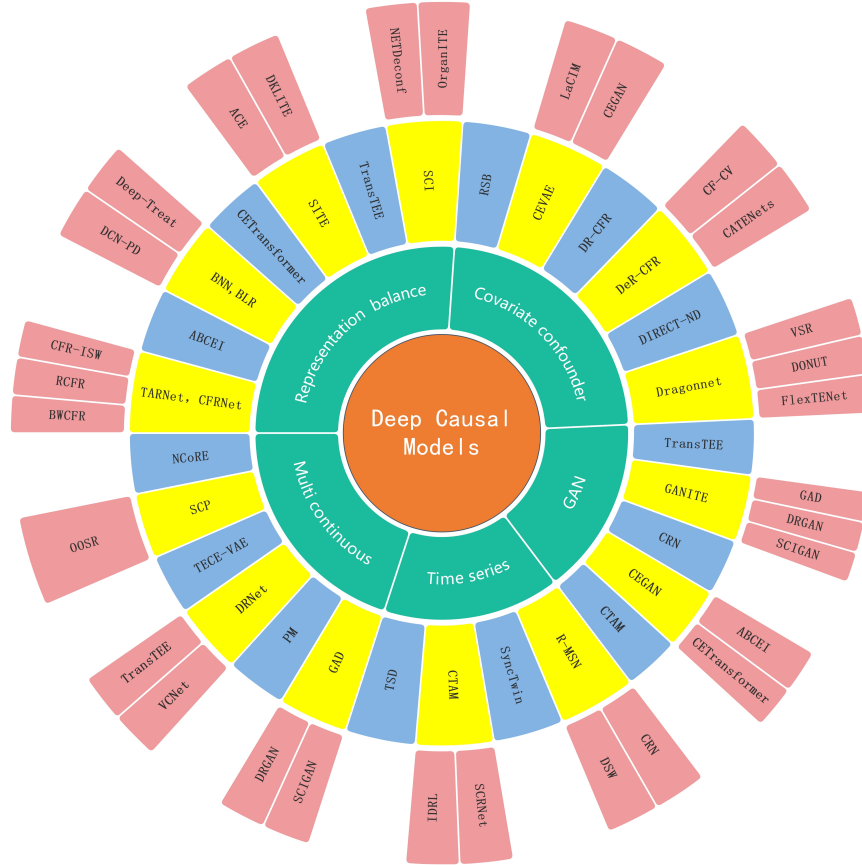 Deep Causal
Models
Representation balance
Covariate confounder
GAN
Time series
Multi continuous
SCI
RSB
CEVAE
DR-CFR
DeR-CFR
DIRECT-ND
Dragonnet
TransTEE
GANITE
CRN
CEGAN
CTAM
R-MSN
SyncTwin
CTAM
TSD
GAD
PM
DRNet
TECE-VAE
SCP
NCoRE
TARNet, CFRNet
ABCEI
BNN,BLR
CETransformer
SITE
TransTEE
NETDeconf
OrganITE
LaCIM
CEGAN
CF-CV
CATENets
VSR
DONUT
FlexTENet
GAD
DRGAN
SCIGAN
ABCEI
CETransformer
CRN
DSW
SCRNet
IDRL
SCIGAN
DRGAN
VCNet
TransTEE
OOSR
BWCFR
RCFR
CFR-ISW
DCN-PD
Deep-Treat
ACE
DKLITE